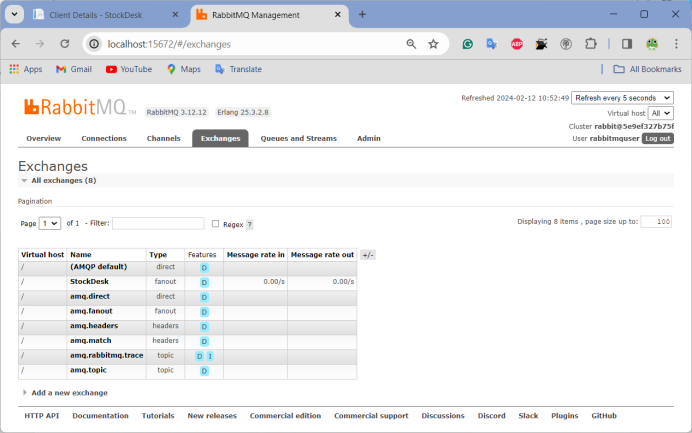 Client Details - StockDesk
RabbitMQ Management
localhost:15672/#/exchanges
ABP
Apps
Gmail
YouTube
Maps
Translate
All Bookmarks
Refreshed 2024-02-12 10:52:49 Refresh every 5 seconds
RabbitMQ TM RabbitMQ 3.12.12 Erlang 25.3.2.8
Virtual host All
Cluster rabbit@5e9ef327b75f
User rabbitmquser Log out
Overview Connections Channels Exchanges Queues and Streams Admin
Exchanges
All exchanges (8)
Pagination
Page 1 of 1 - Filter: Regex ? Displaying 8 items , page size up to: 100
Virtual host Name Type Features Message rate in Message rate out +/-
/ (AMQP default) direct D
/ StockDesk fanout D 0.00/s 0.00/s
/ amq.direct direct D
/ amq.fanout fanout D
/ amq.headers headers D
/ amq.match headers D
/ amq.rabbitmq.trace topic D I
/ amq.topic topic D
Add a new exchange
HTTP API Documentation Tutorials New releases Commercial edition Commercial support Discussions Discord Slack Plugins GitHub